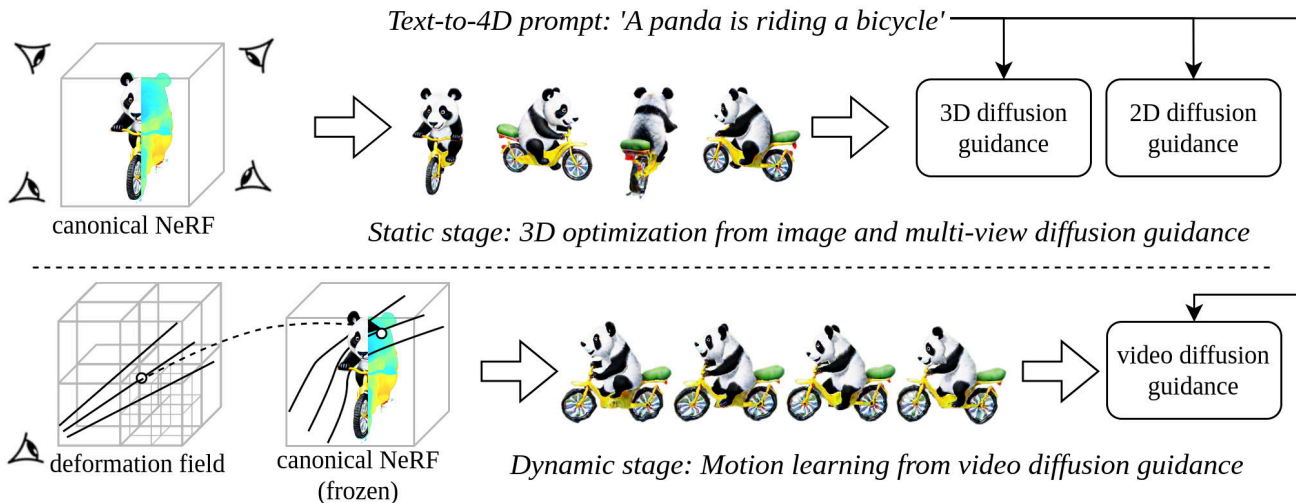 Text-to-4D prompt: 'A panda is riding a bicycle'
3D diffusion
guidance
2D diffusion
guidance
canonical NeRF
Static stage: 3D optimization from image and multi-view diffusion guidance
video diffusion
guidance
deformation field
canonical NeRF
(frozen)
Dynamic stage: Motion learning from video diffusion guidance